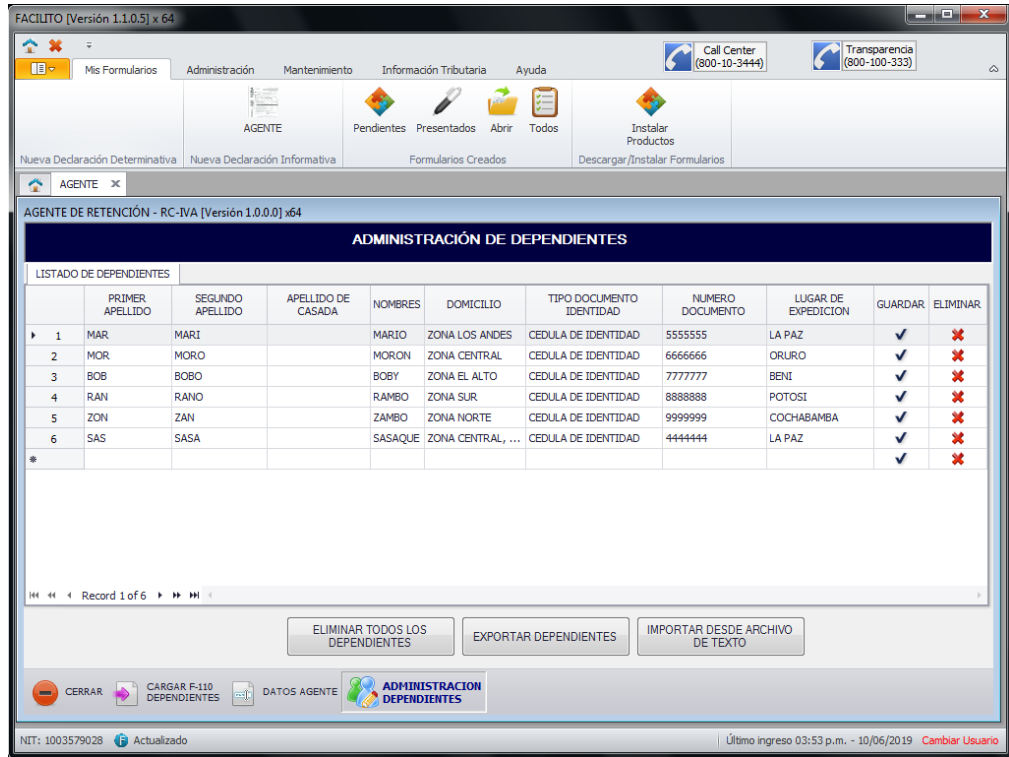 FACILITO [Versión 1.1.0.5] x 64
Call Center
(800-10-3444)
Transparencia
(800-100-333)
Mis Formularios Administración Mantenimiento Información Tributaria Ayuda
AGENTE Pendientes Presentados Abrir Todos Instalar
Productos
Nueva Declaración Determinativa Nueva Declaración Informativa Formularios Creados Descargar/Instalar Formularios
AGENTE
AGENTE DE RETENCIÓN - RC-IVA [Versión 1.0.0.0] x64
ADMINISTRACIÓN DE DEPENDIENTES
LISTADO DE DEPENDIENTES
PRIMER APELLIDO SEGUNDO APELLIDO APELLIDO DE CASADA NOMBRES DOMICILIO TIPO DOCUMENTO IDENTIDAD NUMERO DOCUMENTO LUGAR DE EXPEDICION GUARDAR ELIMINAR
1 MAR MARI MARIO ZONA LOS ANDES CEDULA DE IDENTIDAD 5555555 LA PAZ
2 MOR MORO MORON ZONA CENTRAL CEDULA DE IDENTIDAD 6666666 ORURO
3 BOB BOBO BOBY ZONA EL ALTO CEDULA DE IDENTIDAD 7777777 BENI
4 RAN RANO RAMBO ZONA SUR CEDULA DE IDENTIDAD 8888888 POTOSI
5 ZON ZAN ZAMBO ZONA NORTE CEDULA DE IDENTIDAD 9999999 COCHABAMBA
6 SAS SASA SASAQUE ZONA CENTRAL, ... CEDULA DE IDENTIDAD 4444444 LA PAZ
Record 1 of 6
ELIMINAR TODOS LOS
DEPENDIENTES
EXPORTAR DEPENDIENTES
IMPORTAR DESDE ARCHIVO
DE TEXTO
CERRAR
CARGAR F-110
DEPENDIENTES
DATOS AGENTE
ADMINISTRACION
DEPENDIENTES
NIT: 1003579028 Actualizado Último ingreso 03:53 p.m. - 10/06/2019 Cambiar Usuario